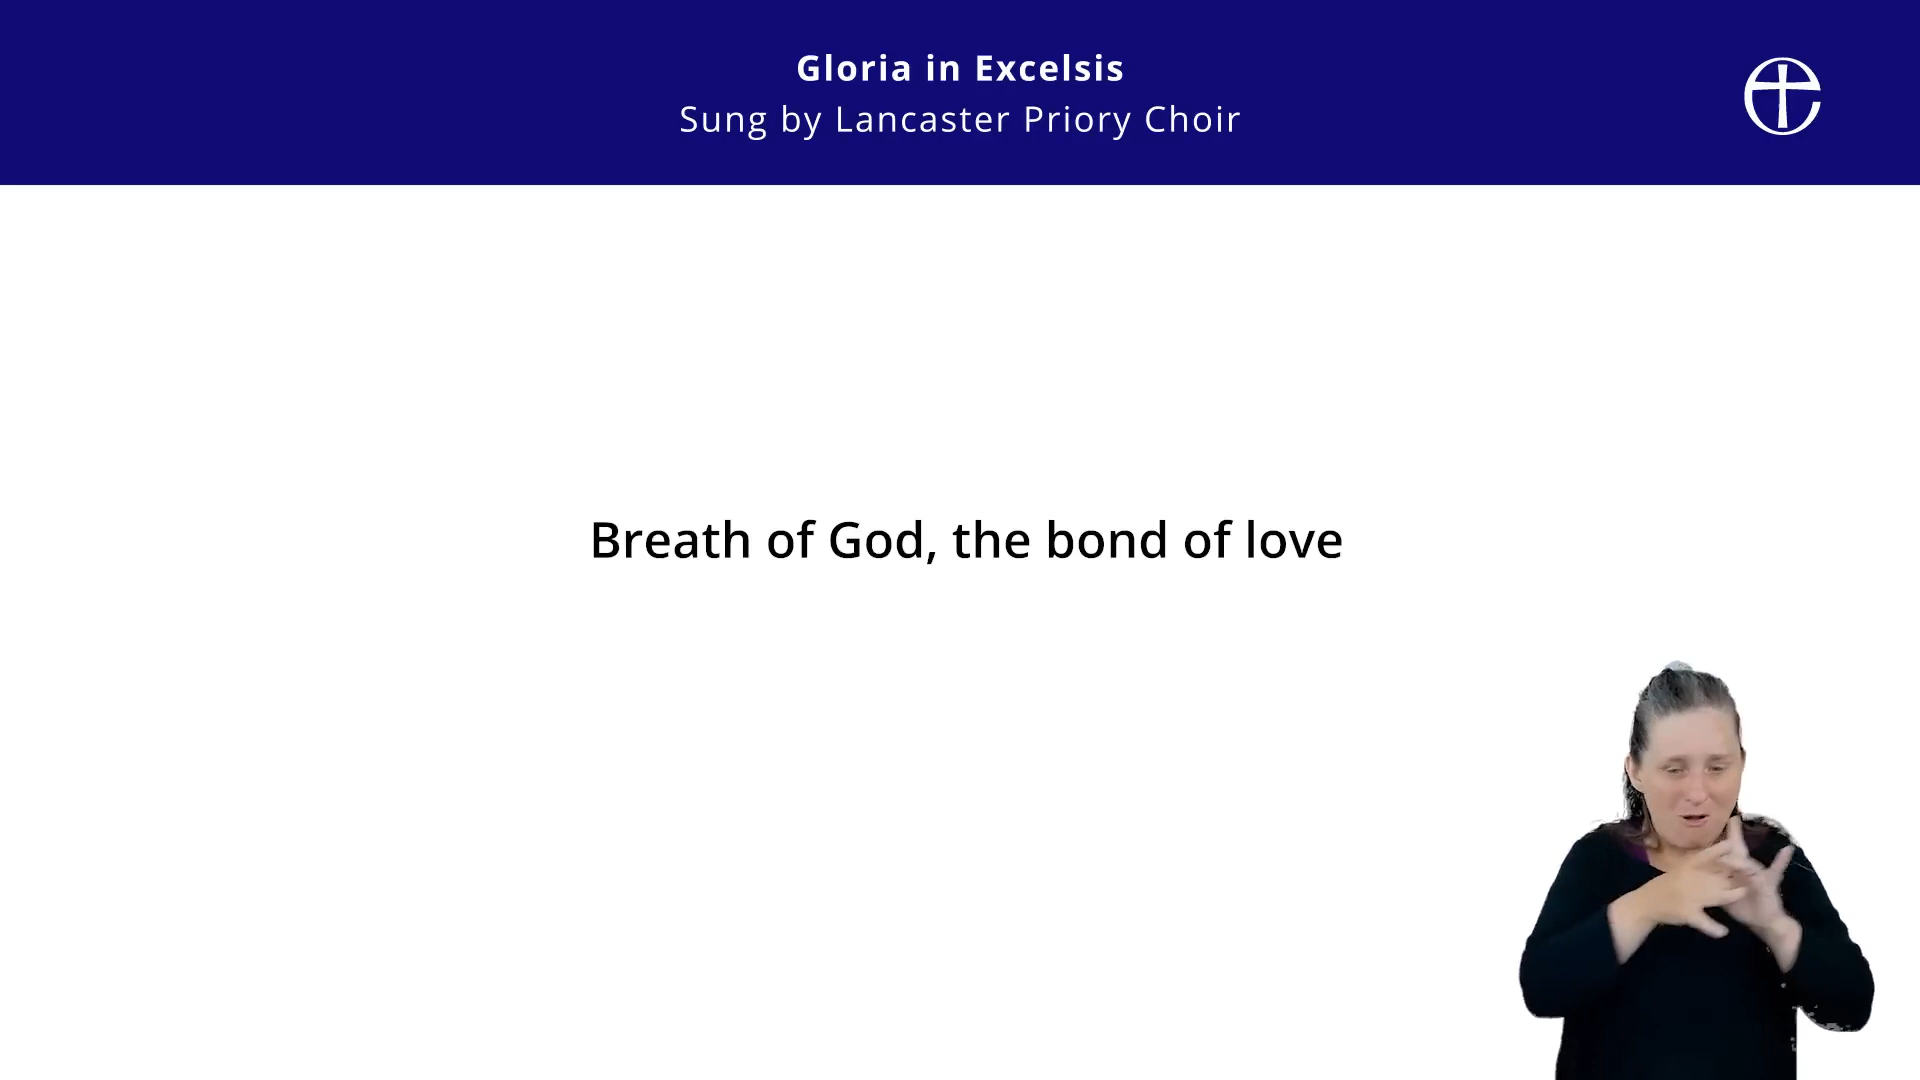 Gloria in Excelsis
Sung by Lancaster Priory Choir
Breath of God, the bond of love